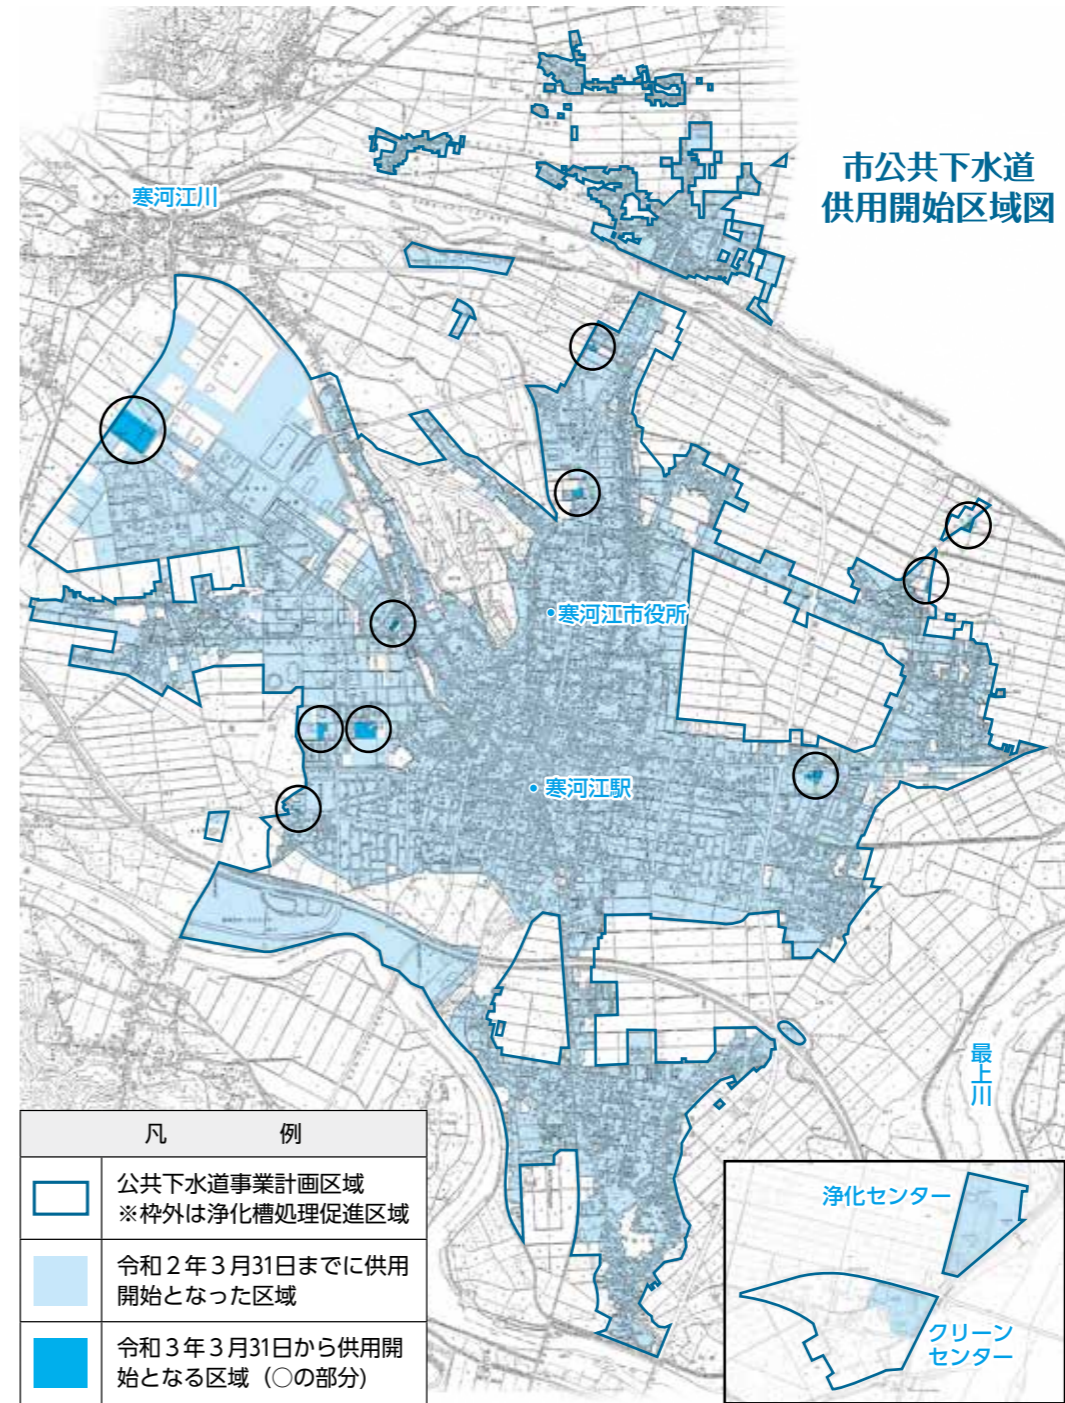 市公共下水道
供用開始区域図
寒河江川
・寒河江市役所
・寒河江駅
最上川
凡 例
公共下水道事業計画区域
※枠外は浄化槽処理促進区域
令和２年３月31日までに供用
開始となった区域
令和３年３月31日から供用開
始となる区域（○の部分)
浄化センター
クリーン
センター